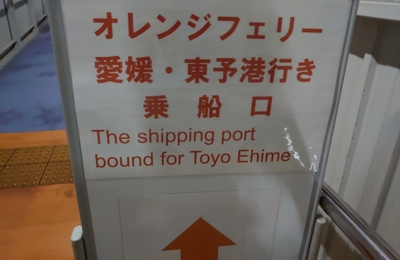 オレンジフェリー
愛媛・東予港行き
乗船口
The shipping port
bound for Toyo Ehime